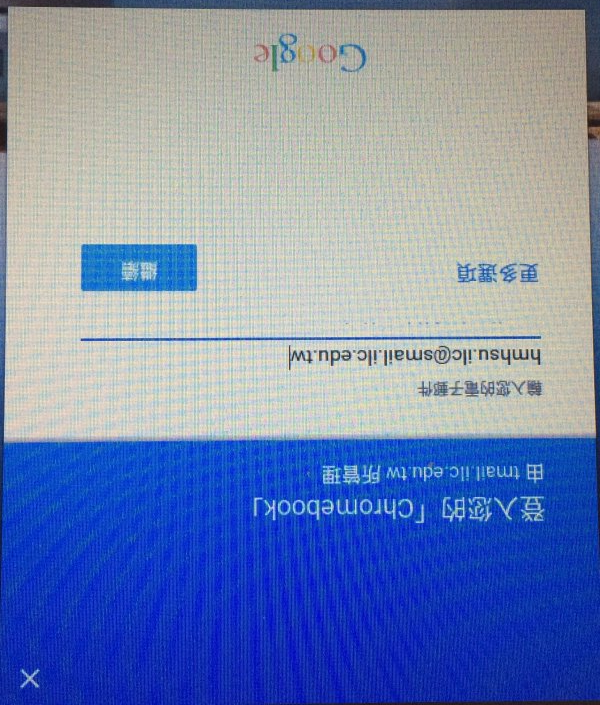 登入您的「Chromebook」
由 tmail.ilc.edu.tw 所管理
輸入您的電子郵件
hmhsu.ilc@smail.ilc.edu.tw
更多選項
繼續
Google